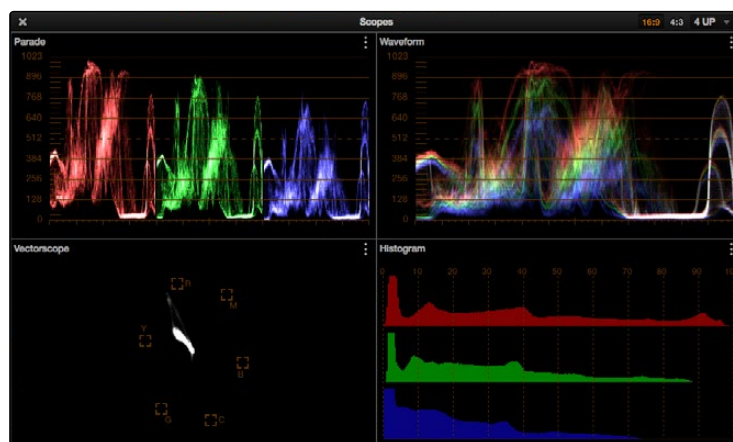 Scopes 16:9 4:3 4 UP
Parade
1023
896
768
640
512
384
256
128
0
Waveform
1023
896
768
640
512
384
256
128
0
Vectorscope
R
M
Y
B
G
C
Histogram
0 10 20 30 40 50 60 70 80 90 100